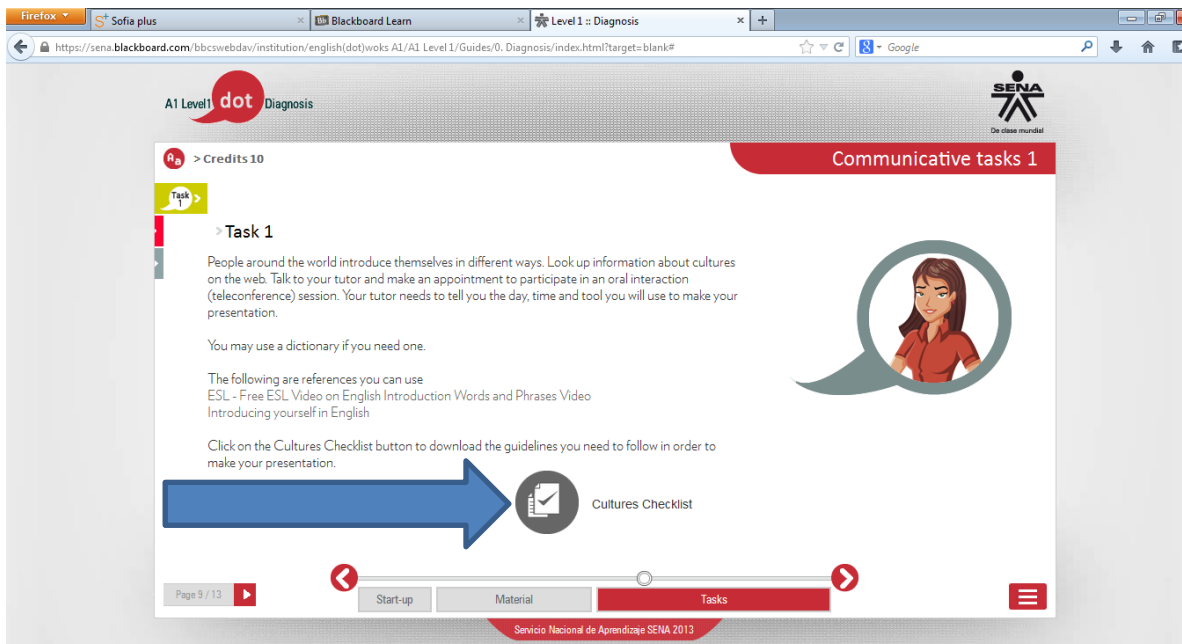 Firefox
S+ Sofia plus
Bb Blackboard Learn
Level 1 :: Diagnosis
https://sena.blackboard.com/bbcswebdav/institution/english(dot)woks A1/A1 Level 1/Guides/0. Diagnosis/index.html?target=blank#
8 Google
A1 Level1 dot Diagnosis
SENA
De clase mundial
Aa > Credits 10
Communicative tasks 1
Task 1
> Task 1
People around the world introduce themselves in different ways. Look up information about cultures
on the web. Talk to your tutor and make an appointment to participate in an oral interaction
(teleconference) session. Your tutor needs to tell you the day, time and tool you will use to make your
presentation.
You may use a dictionary if you need one.
The following are references you can use
ESL - Free ESL Video on English Introduction Words and Phrases Video
Introducing yourself in English
Click on the Cultures Checklist button to download the guidelines you need to follow in order to
make your presentation.
Cultures Checklist
Page 9 / 13
Start-up
Material
Tasks
Servicio Nacional de Aprendizaje SENA 2013